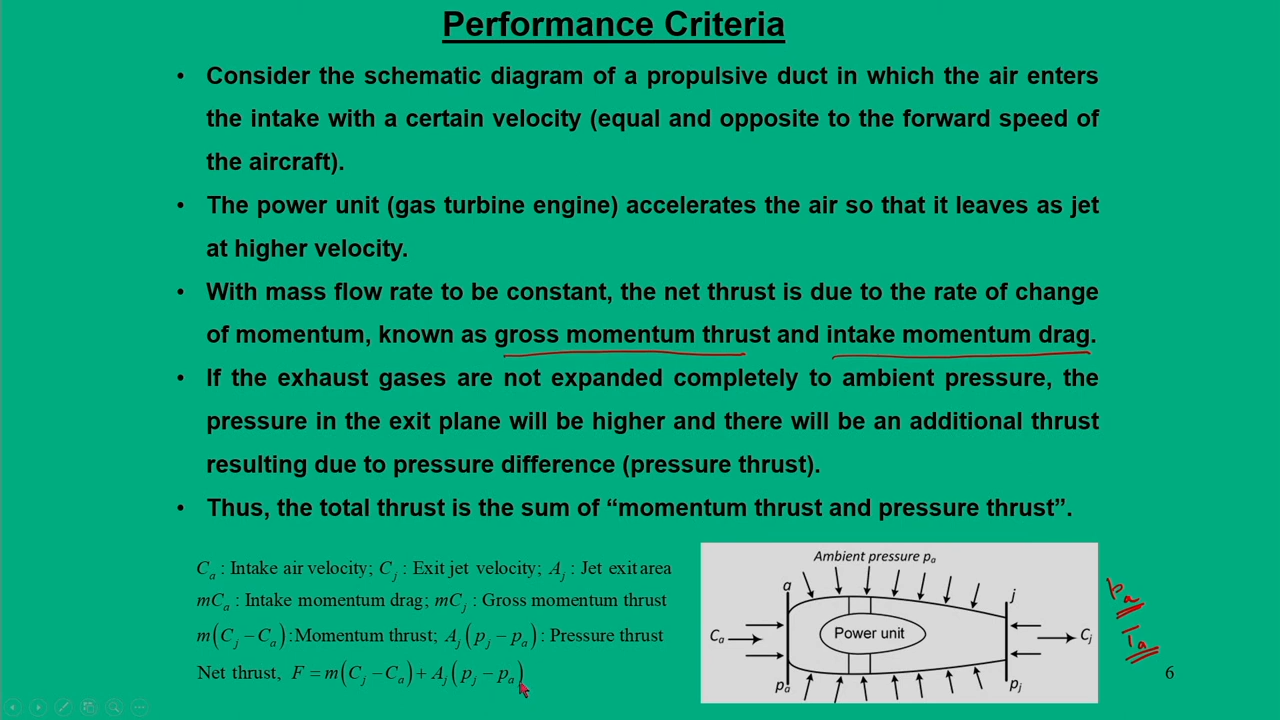 Performance Criteria
• Consider the schematic diagram of a propulsive duct in which the air enters
the intake with a certain velocity (equal and opposite to the forward speed of
the aircraft).
• The power unit (gas turbine engine) accelerates the air so that it leaves as jet
at higher velocity.
• With mass flow rate to be constant, the net thrust is due to the rate of change
of momentum, known as gross momentum thrust and intake momentum drag.
• If the exhaust gases are not expanded completely to ambient pressure, the
pressure in the exit plane will be higher and there will be an additional thrust
resulting due to pressure difference (pressure thrust).
• Thus, the total thrust is the sum of “momentum thrust and pressure thrust”.
C_a : Intake air velocity; C_j : Exit jet velocity; A_j : Jet exit area
mC_a : Intake momentum drag; mC_j : Gross momentum thrust
m(C_j − C_a) : Momentum thrust; A_j(p_j − p_a) : Pressure thrust
Net thrust, F = m(C_j − C_a) + A_j(p_j − p_a)
Ambient pressure p_a
a
j
C_a
Power unit
C_j
p_a
p_j
p_a
T_a
6